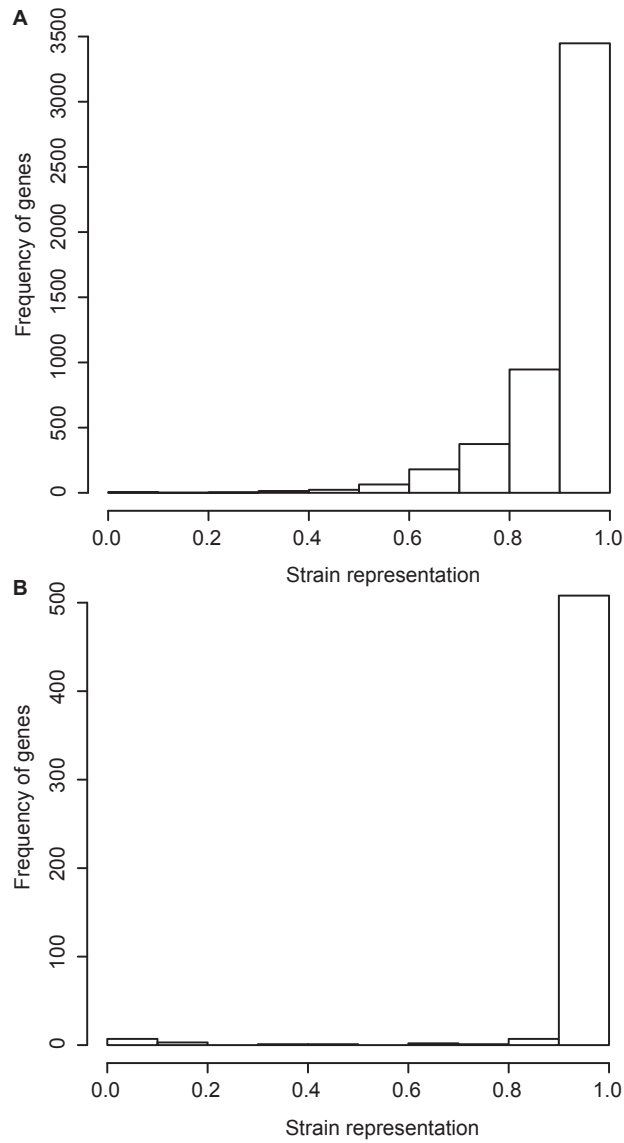 A
3500
3000
2500
2000
1500
1000
500
0
Frequency of genes
0.0 0.2 0.4 0.6 0.8 1.0
Strain representation
B
500
400
300
200
100
0
Frequency of genes
0.0 0.2 0.4 0.6 0.8 1.0
Strain representation